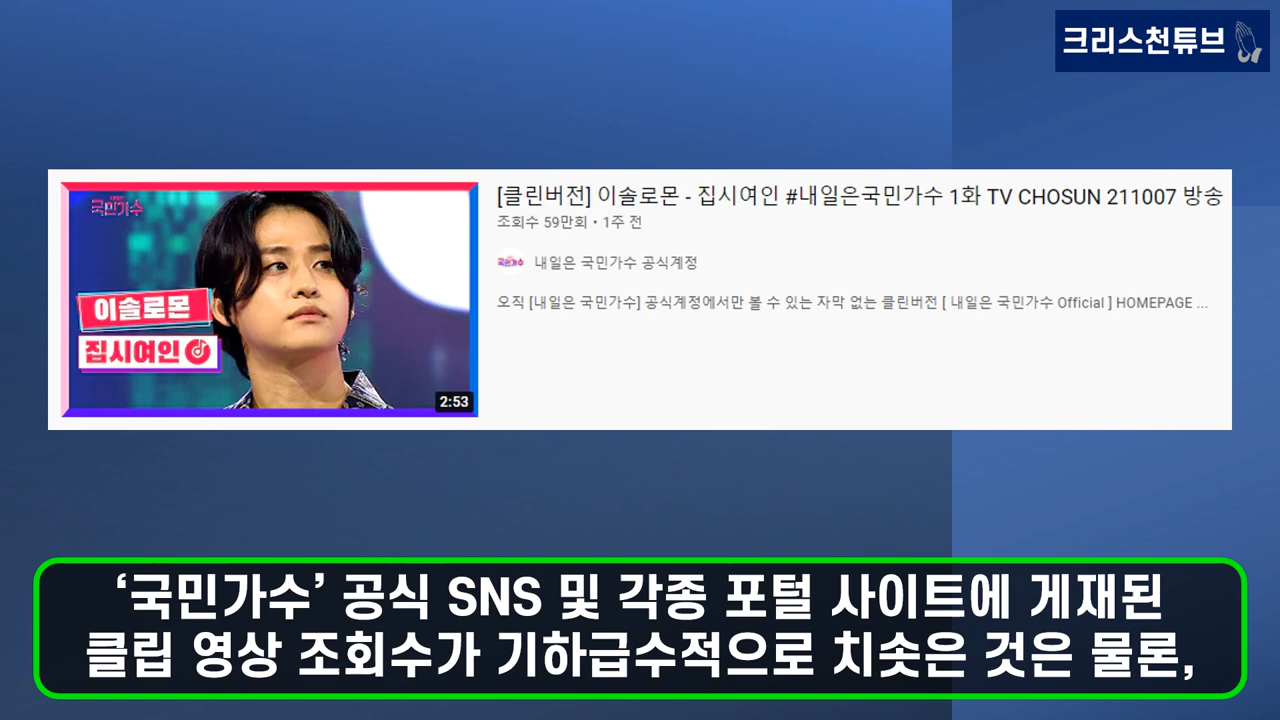 크리스천튜브
[클린버전] 이솔로몬 - 집시여인 #내일은국민가수 1화 TV CHOSUN 211007 방송
조회수 59만회 • 1주 전
국민가수
내일은 국민가수 공식계정
오직 [내일은 국민가수] 공식계정에서만 볼 수 있는 자막 없는 클린버전 [ 내일은 국민가수 Official ] HOMEPAGE ...
국민가수
이솔로몬
집시여인
2:53
‘국민가수’ 공식 SNS 및 각종 포털 사이트에 게재된
클립 영상 조회수가 기하급수적으로 치솟은 것은 물론,